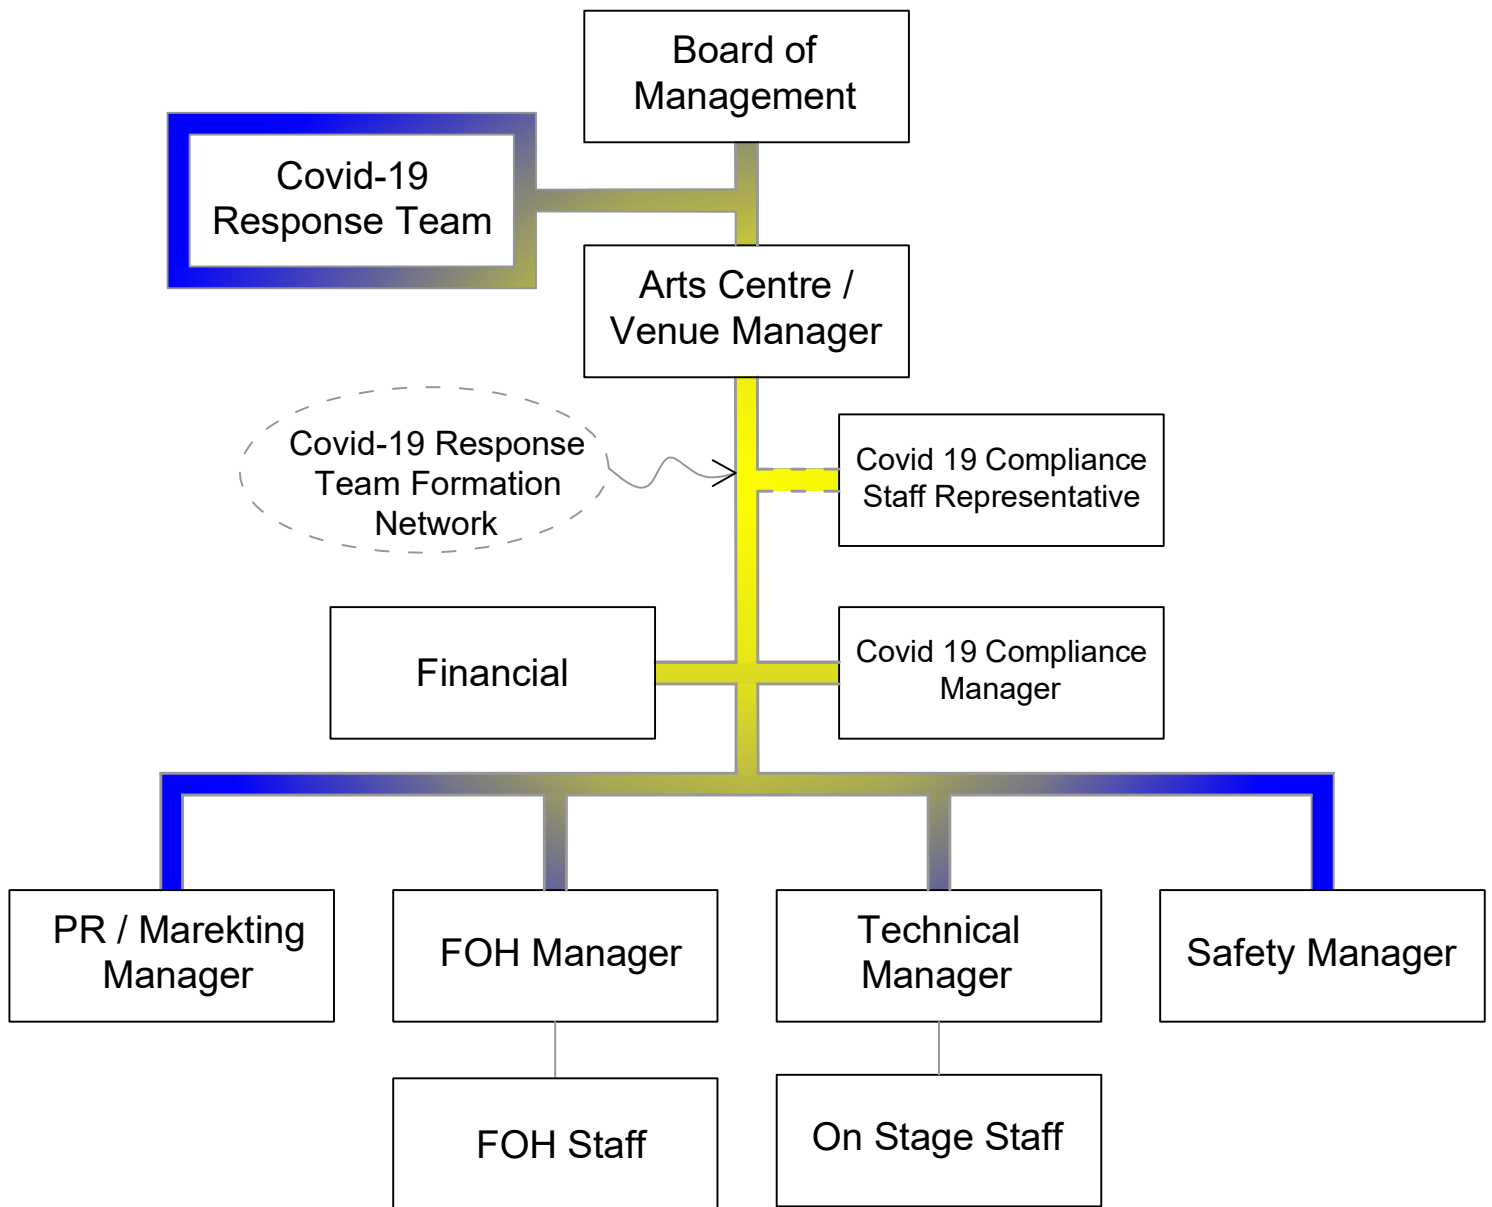 Board of
Management
Covid-19
Response Team
Arts Centre /
Venue Manager
Covid-19 Response
Team Formation
Network
Covid 19 Compliance
Staff Representative
Financial
Covid 19 Compliance
Manager
PR / Marekting
Manager
FOH Manager
Technical
Manager
Safety Manager
FOH Staff
On Stage Staff